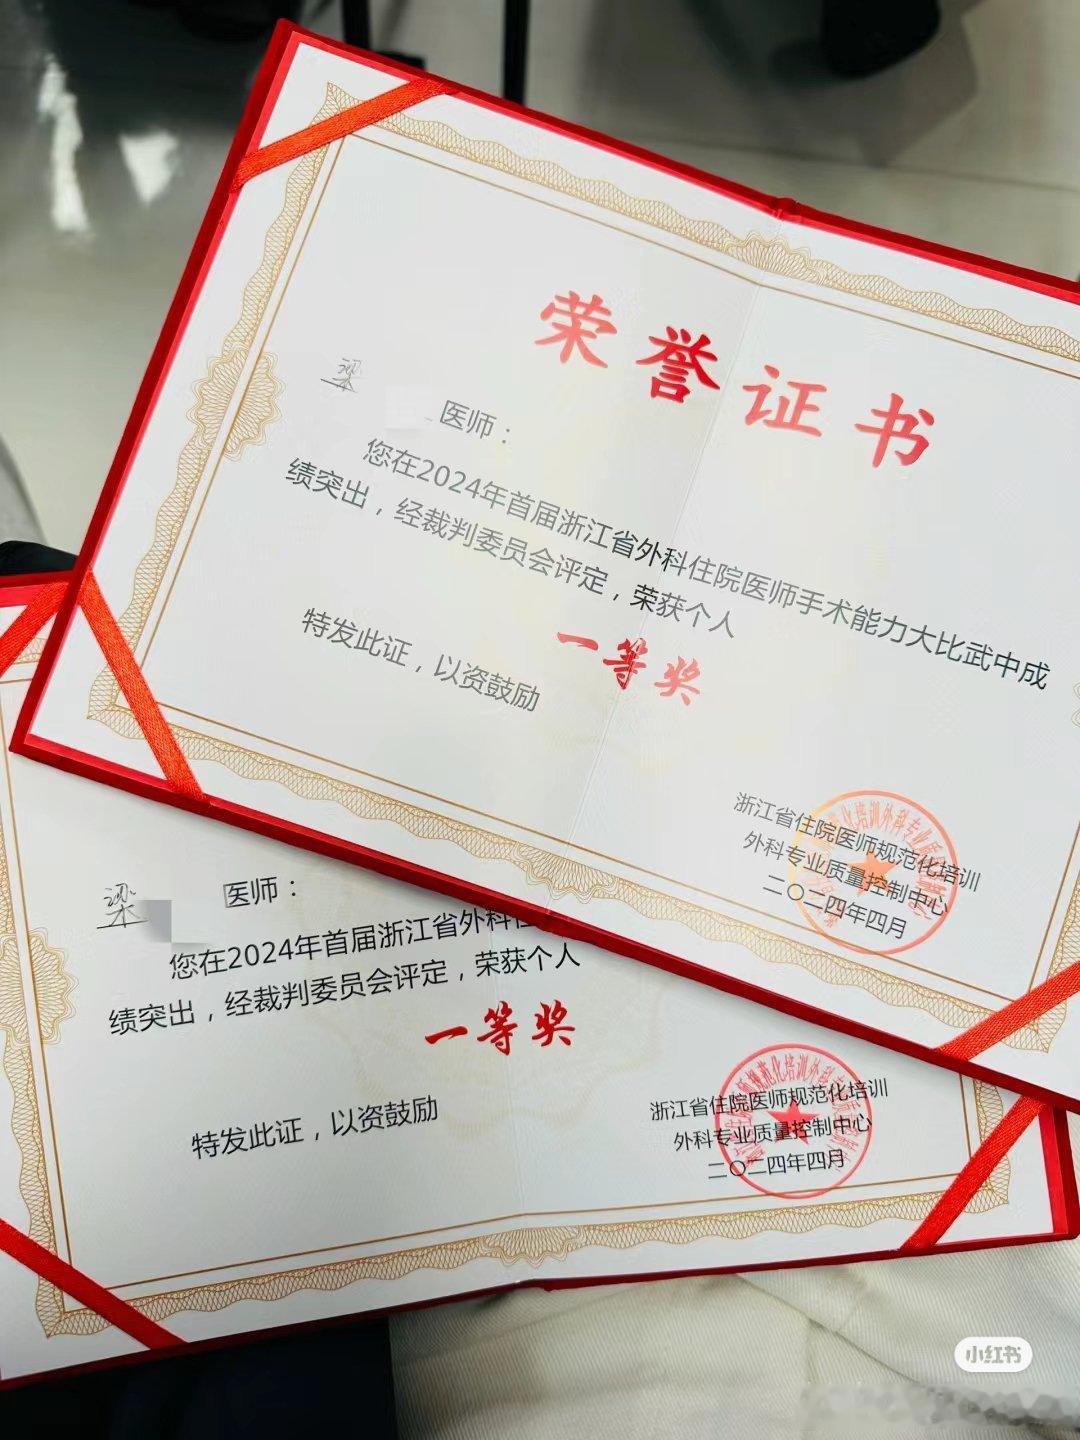 荣誉证书
梁 医师：
您在2024年首届浙江省外科住院医师手术能力大比武中成
绩突出，经裁判委员会评定，荣获个人
一等奖
特发此证，以资鼓励
浙江省住院医师规范化培训
外科专业质量控制中心
二〇二四年四月
梁 医师：
您在2024年首届浙江省外科住
绩突出，经裁判委员会评定，荣获个人
一等奖
特发此证，以资鼓励
浙江省住院医师规范化培训
外科专业质量控制中心
二〇二四年四月
小红书